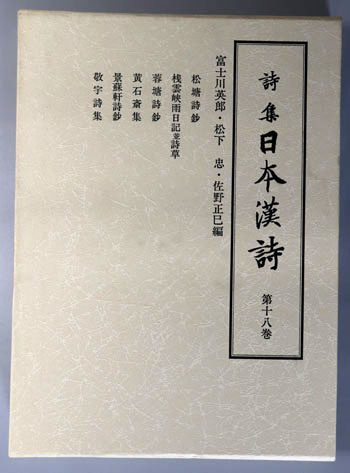 詩集 日本漢詩 第十八巻
富士川英郎・松下 忠・佐野正巳編
松塘詩鈔
桟雲峡雨日記並詩草
蓉塘詩鈔
黄石斎集
景蘇軒詩鈔
敬宇詩集